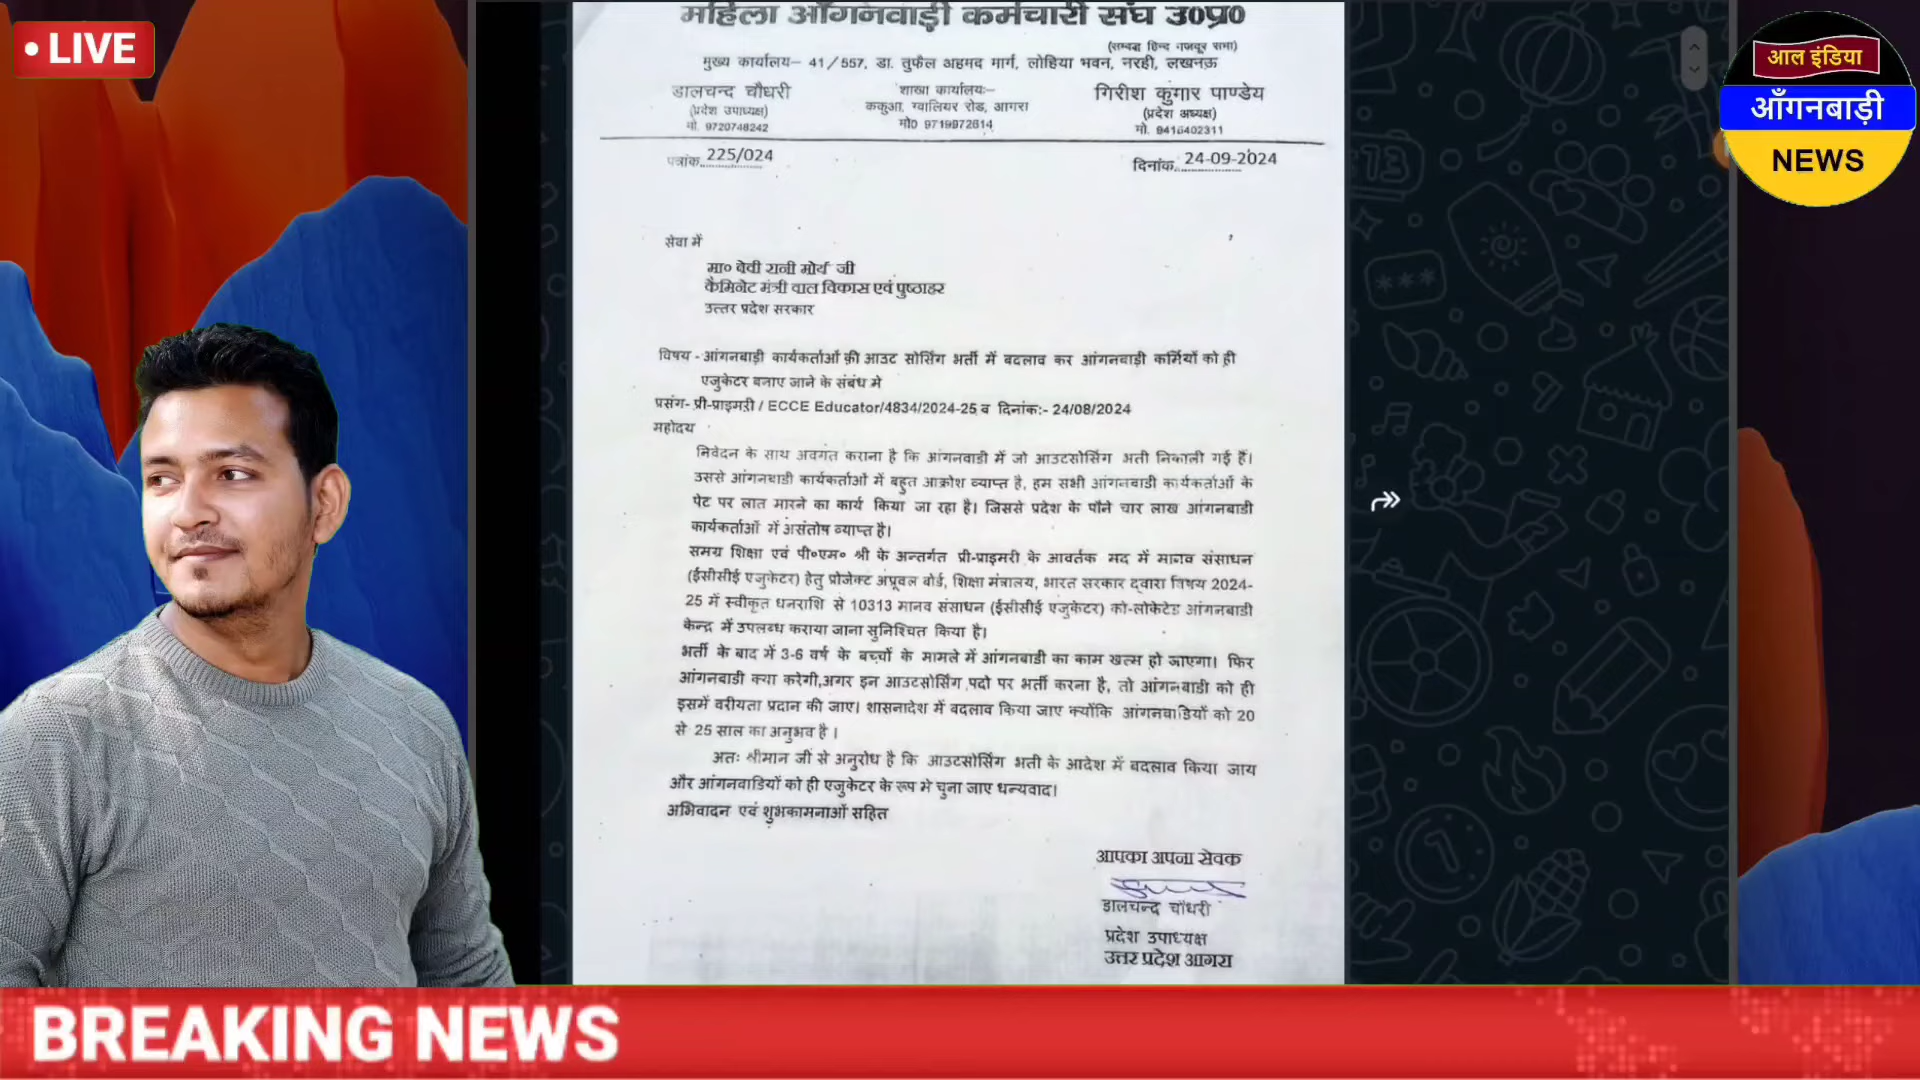 LIVE
महिला आँगनवाड़ी कर्मचारी संघ उ०प्र०
(सम्बद्ध हिन्द मजदूर सभा)
मुख्य कार्यालय– 41/557, डा. तुफैल अहमद मार्ग, लोहिया भवन, नरही, लखनऊ
डालचन्द चौधरी
(प्रदेश उपाध्यक्ष)
मो. 9720748242
शाखा कार्यालयः–
ककुआ, ग्वालियर रोड, आगरा
मो0 9719972614
गिरीश कुमार पाण्डेय
(प्रदेश अध्यक्ष)
मो. 9415402311
पत्रांक 225/024
दिनांक 24-09-2024
सेवा में
मा० बेवी रानी मोर्य जी
कैमिनेट मंत्री वाल विकास एवं पुष्ठाहर
उत्तर प्रदेश सरकार
विषय - आंगनबाड़ी कार्यकर्ताओं की आउट सोर्सिंग भर्ती में बदलाव कर आंगनबाड़ी कर्मियों को ही
एजुकेटर बनाए जाने के संबंध मे
प्रसंग- प्री-प्राइमरी / ECCE Educator/4834/2024-25 व दिनांक:- 24/08/2024
महोदय
निवेदन के साथ अवगत कराना है कि आंगनवाडी में जो आउटसोर्सिग भर्ती निकाली गई हैं।
उससे आंगनबाडी कार्यकर्ताओं में बहुत आक्रोश व्याप्त है, हम सभी आंगनबाडी कार्यकर्ताओं के
पेट पर लात मारने का कार्य किया जा रहा है। जिससे प्रदेश के पौने चार लाख आंगनबाडी
कार्यकर्ताओं में असंतोष व्याप्त है।
समग्र शिक्षा एवं पी०एम० श्री के अन्तर्गत प्री-प्राइमरी के आवर्तक मद में मानव संसाधन
(ईसीसीई एजुकेटर) हेतु प्रोजेक्ट अप्रूवल बोर्ड, शिक्षा मंत्रालय, भारत सरकार द्वारा विषय 2024-
25 में स्वीकृत धनराशि से 10313 मानव संसाधन (ईसीसीई एजुकेटर) को-लोकेटेड आंगनबाडी
केन्द्र में उपलब्ध कराया जाना सुनिश्चित किया है।
भर्ती के बाद में 3-6 वर्ष के बच्चों के मामले में आंगनबाडी का काम खत्म हो जाएगा। फिर
आंगनबाडी क्या करेगी,अगर इन आउटसोर्सिग पदो पर भर्ती करना है, तो आंगनबाडी को ही
इसमें वरीयता प्रदान की जाए। शासनादेश में बदलाव किया जाए क्योंकि आंगनवाडियों को 20
से 25 साल का अनुभव है ।
अतः श्रीमान जी से अनुरोध है कि आउटसोर्सिग भर्ती के आदेश में बदलाव किया जाय
और आंगनवाडियों को ही एजुकेटर के रूप मे चुना जाए धन्यवाद।
अभिवादन एवं शुभकामनाओं सहित
आपका अपना सेवक
डालचन्द चौधरी
प्रदेश उपाध्यक्ष
उत्तर प्रदेश आगरा
आल इंडिया
आँगनबाड़ी
NEWS
BREAKING NEWS